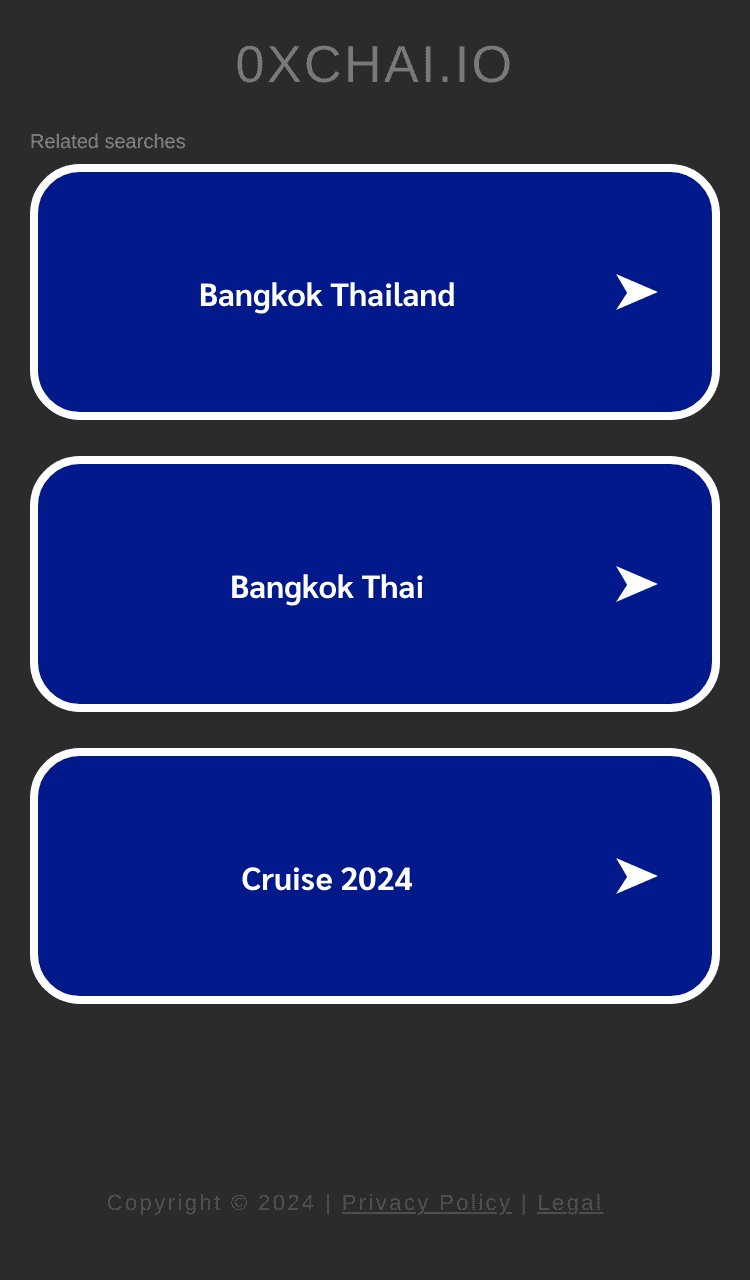 0XCHAI.IO
Related searches
Bangkok Thailand
Bangkok Thai
Cruise 2024
Copyright © 2024 | Privacy Policy | Legal